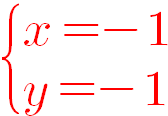 x = −1
y = −1